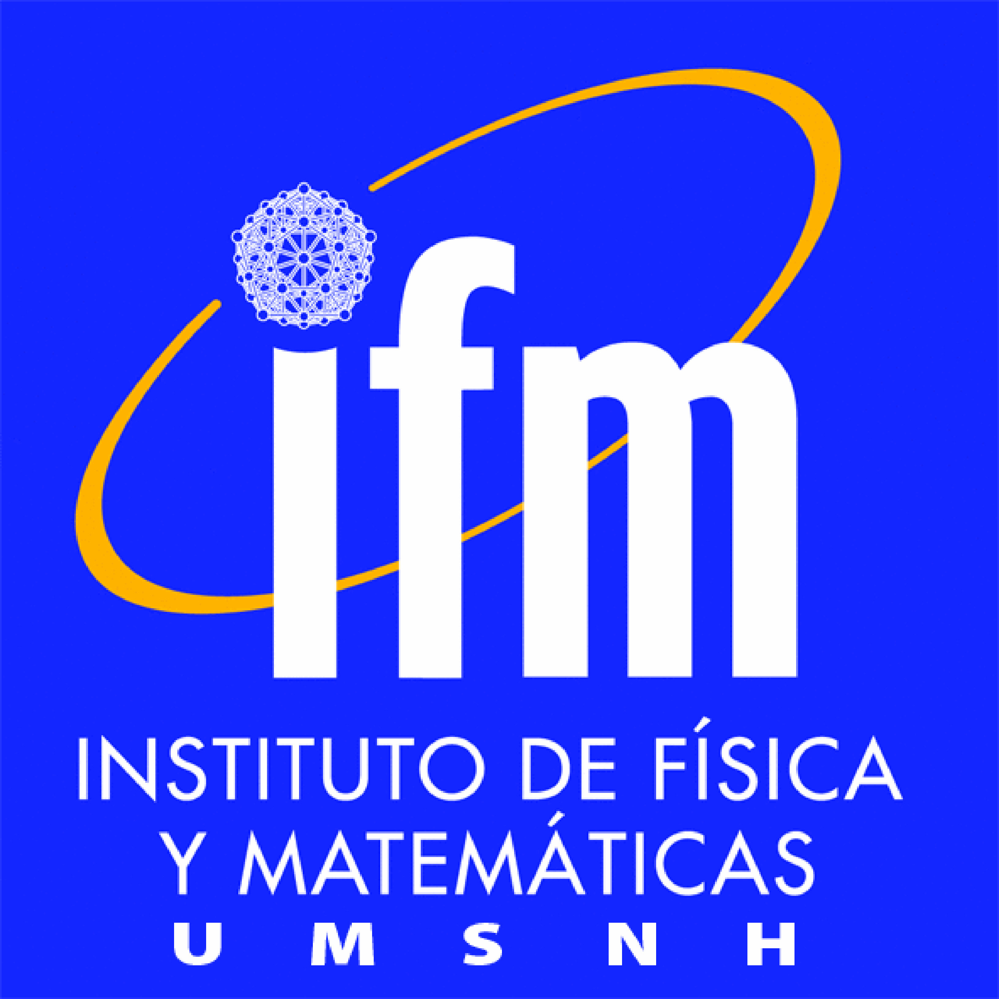 ifm
INSTITUTO DE FÍSICA
Y MATEMÁTICAS
U M S N H